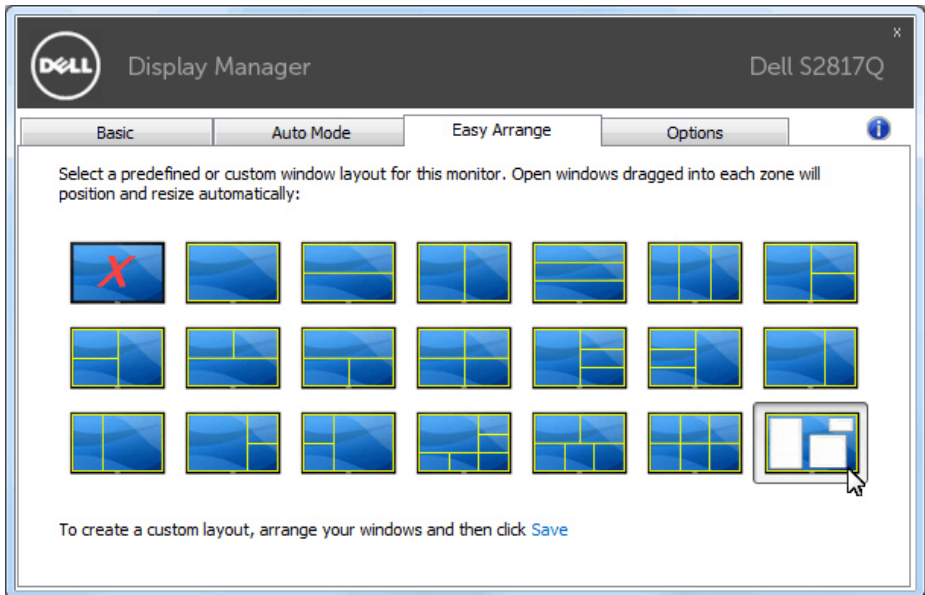 x
DELL
Display Manager
Dell S2817Q
Basic
Auto Mode
Easy Arrange
Options
i
Select a predefined or custom window layout for this monitor. Open windows dragged into each zone will
position and resize automatically:
X
To create a custom layout, arrange your windows and then click Save